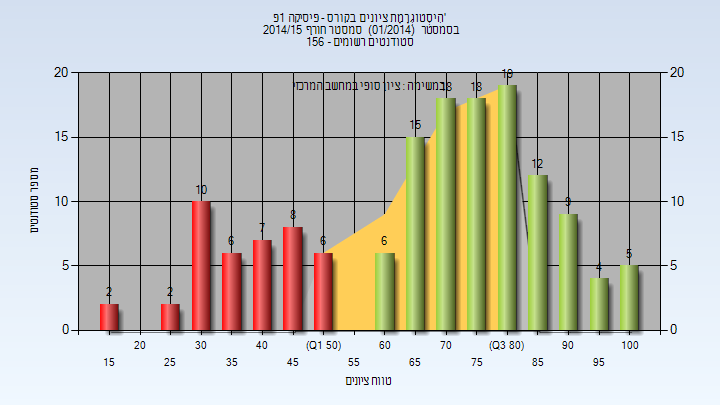 'היסטוגרמת ציונים בקורס - פיסיקה 1פ
בסמסטר (01/2014) סמסטר חורף 2014/15
סטודנטים רשומים - 156
במשימה : ציון סופי במחשב המרכזי
מספר סטודנטים
20 20
15 15
10 10
5 5
0 0
2 2 10 6 7 8 6 6 15 18 18 19 12 9 4 5
20 30 40 (Q1 50) 60 70 (Q3 80) 90 100
15 25 35 45 55 65 75 85 95
טווח ציונים